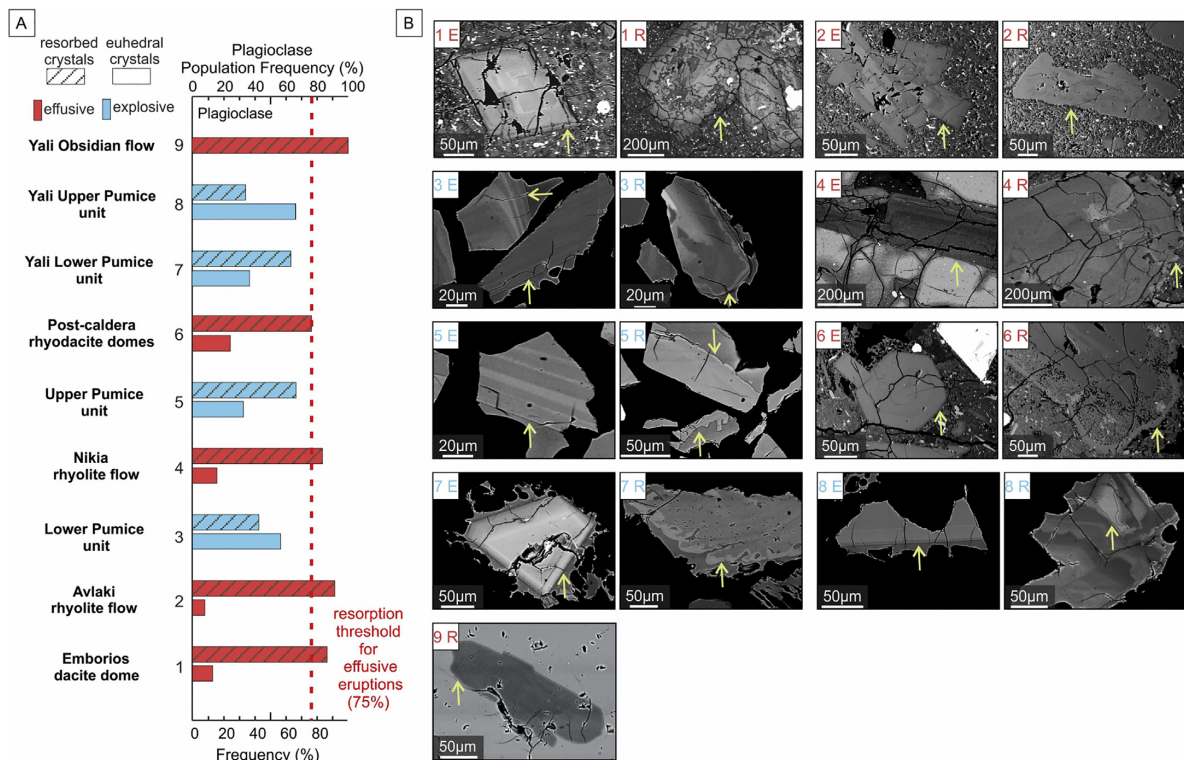 A
resorbed
crystals
euhedral
crystals
effusive
explosive
Plagioclase
Population Frequency (%)
0 20 40 60 80 100
Plagioclase
Yali Obsidian flow 9
Yali Upper Pumice
unit
8
Yali Lower Pumice
unit
7
Post-caldera
rhyodacite domes
6
Upper Pumice
unit
5
Nikia
rhyolite flow
4
Lower Pumice
unit
3
Avlaki
rhyolite flow
2
Emborios
dacite dome
1
resorption
threshold
for
effusive
eruptions
(75%)
0 20 40 60 80 100
Frequency (%)
B
1 E
50µm
1 R
200µm
2 E
50µm
2 R
50µm
3 E
20µm
3 R
20µm
4 E
200µm
4 R
200µm
5 E
20µm
5 R
50µm
6 E
50µm
6 R
50µm
7 E
50µm
7 R
50µm
8 E
50µm
8 R
50µm
9 R
50µm